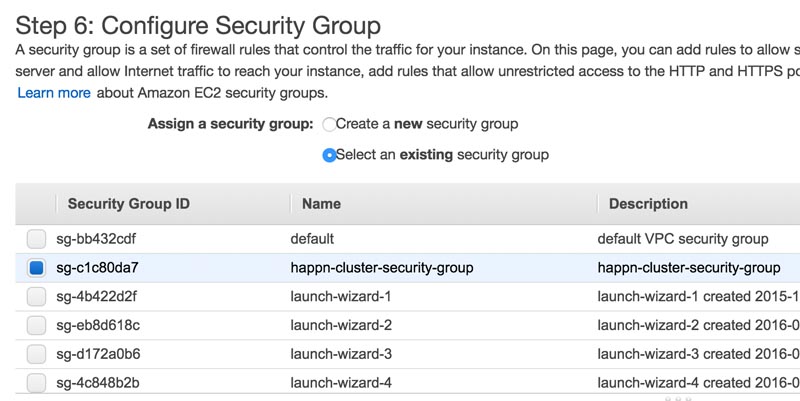 Step 6: Configure Security Group
A security group is a set of firewall rules that control the traffic for your instance. On this page, you can add rules to allow
server and allow Internet traffic to reach your instance, add rules that allow unrestricted access to the HTTP and HTTPS
Learn more about Amazon EC2 security groups.
Assign a security group: Create a new security group
Select an existing security group
Security Group ID Name Description
sg-bb432cdf default default VPC security group
sg-c1c80da7 happn-cluster-security-group happn-cluster-security-group
sg-4b422d2f launch-wizard-1 launch-wizard-1 created 2015-1
sg-eb8d618c launch-wizard-2 launch-wizard-2 created 2016-0
sg-d172a0b6 launch-wizard-3 launch-wizard-3 created 2016-0
sg-4c848b2b launch-wizard-4 launch-wizard-4 created 2016-0